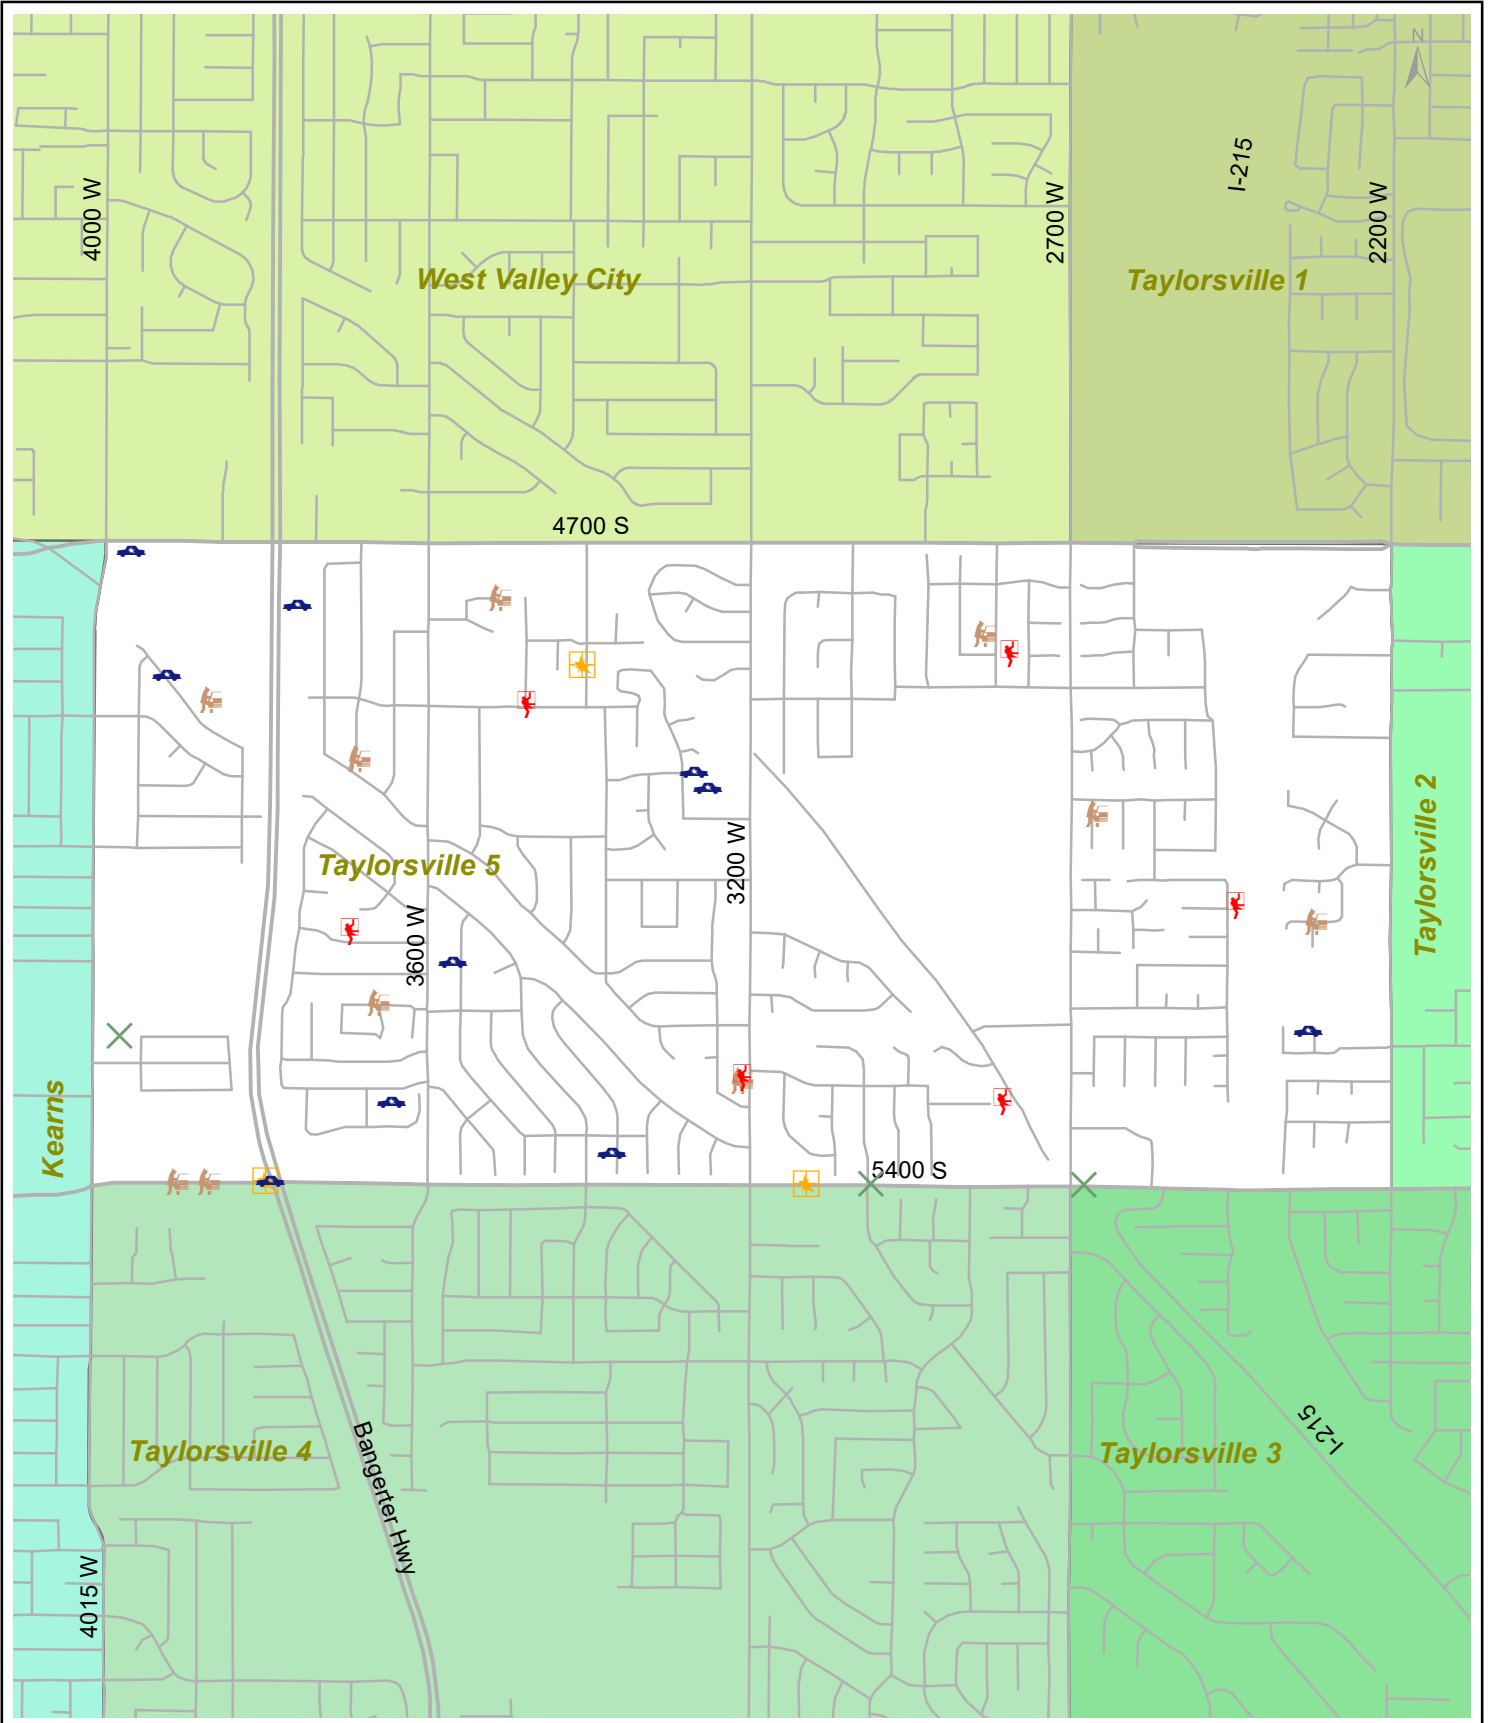 N
I-215
4000 W
2700 W
2200 W
West Valley City
Taylorsville 1
4700 S
Taylorsville 2
3200 W
Taylorsville 5
3600 W
Kearns
5400 S
I-215
Taylorsville 4
Bangerter Hwy
Taylorsville 3
4015 W